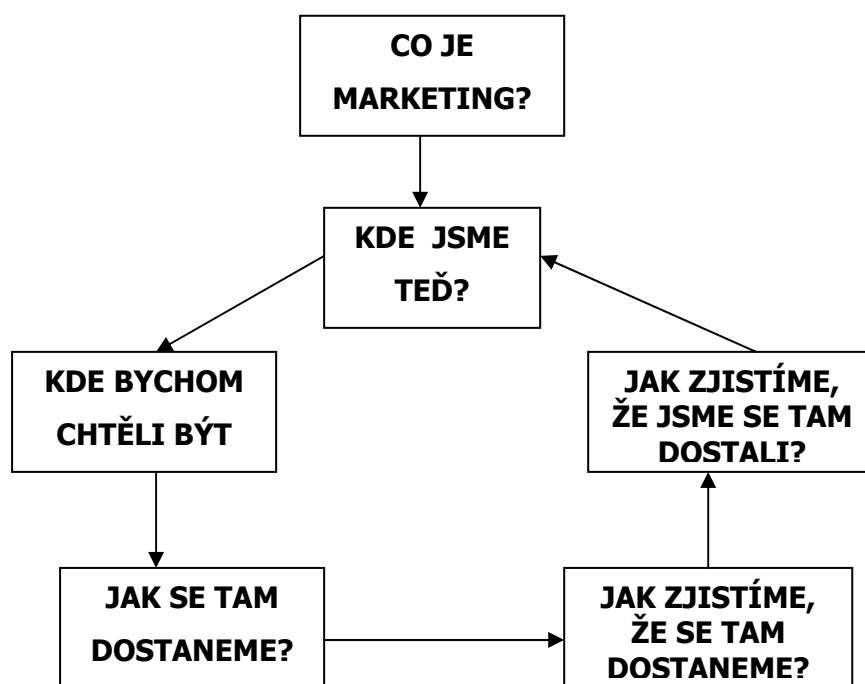 CO JE
MARKETING?
KDE  JSME
TEĎ?
KDE BYCHOM
CHTĚLI BÝT
JAK ZJISTÍME,
ŽE JSME SE TAM
DOSTALI?
JAK SE TAM
DOSTANEME?
JAK ZJISTÍME,
ŽE SE TAM
DOSTANEME?